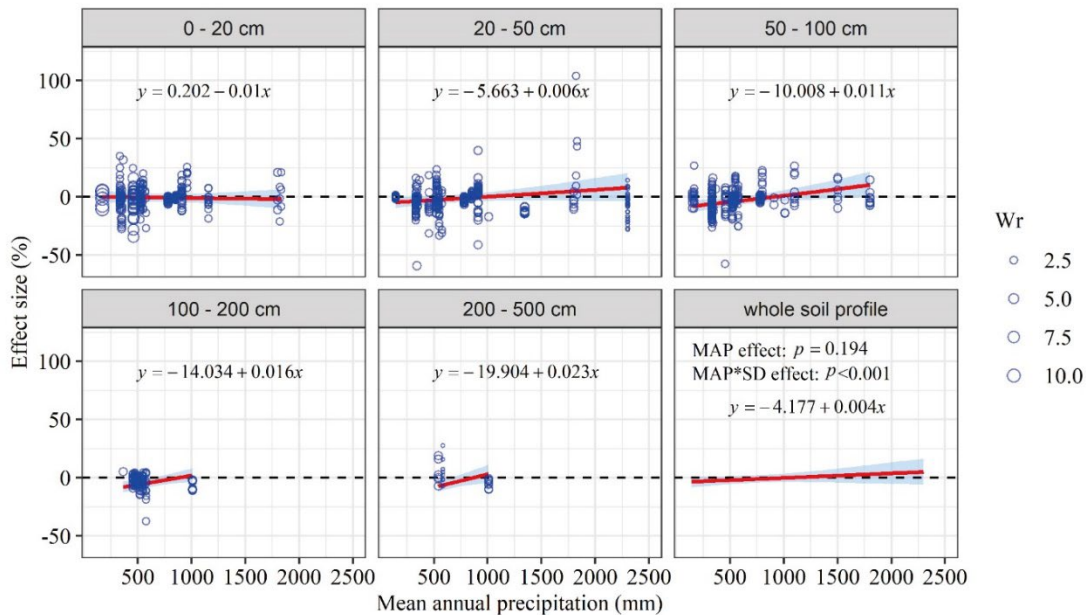 0 - 20 cm
20 - 50 cm
50 - 100 cm
y = 0.202 − 0.01x
y = −5.663 + 0.006x
y = −10.008 + 0.011x
100
50
0
-50
100 - 200 cm
200 - 500 cm
whole soil profile
y = −14.034 + 0.016x
y = −19.904 + 0.023x
MAP effect: p = 0.194
MAP*SD effect: p<0.001
y = −4.177 + 0.004x
100
50
0
-50
500 1000 1500 2000 2500
500 1000 1500 2000 2500
500 1000 1500 2000 2500
Mean annual precipitation (mm)
Effect size (%)
Wr
2.5
5.0
7.5
10.0